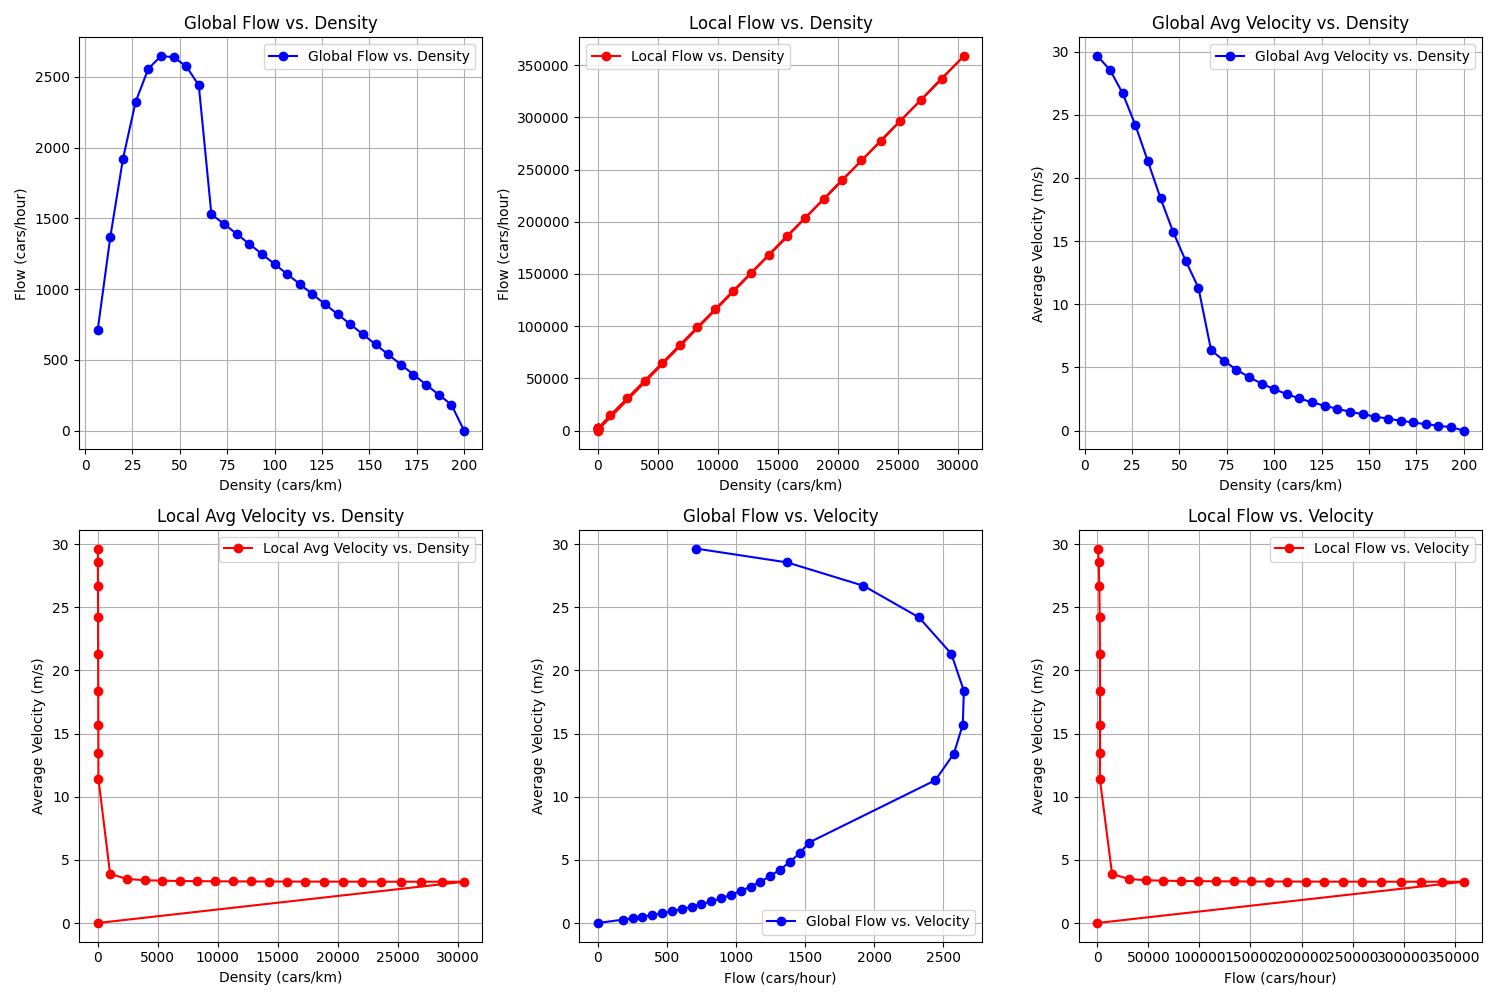 Global Flow vs. Density
Global Flow vs. Density
Flow (cars/hour)
2500
2000
1500
1000
500
0
0 25 50 75 100 125 150 175 200
Density (cars/km)
Local Flow vs. Density
Local Flow vs. Density
Flow (cars/hour)
350000
300000
250000
200000
150000
100000
50000
0
0 5000 10000 15000 20000 25000 30000
Density (cars/km)
Global Avg Velocity vs. Density
Global Avg Velocity vs. Density
Average Velocity (m/s)
30
25
20
15
10
5
0
0 25 50 75 100 125 150 175 200
Density (cars/km)
Local Avg Velocity vs. Density
Local Avg Velocity vs. Density
Average Velocity (m/s)
30
25
20
15
10
5
0
0 5000 10000 15000 20000 25000 30000
Density (cars/km)
Global Flow vs. Velocity
Global Flow vs. Velocity
Average Velocity (m/s)
30
25
20
15
10
5
0
0 500 1000 1500 2000 2500
Flow (cars/hour)
Local Flow vs. Velocity
Local Flow vs. Velocity
Average Velocity (m/s)
30
25
20
15
10
5
0
0 50000 100000 150000 200000 250000 300000 350000
Flow (cars/hour)